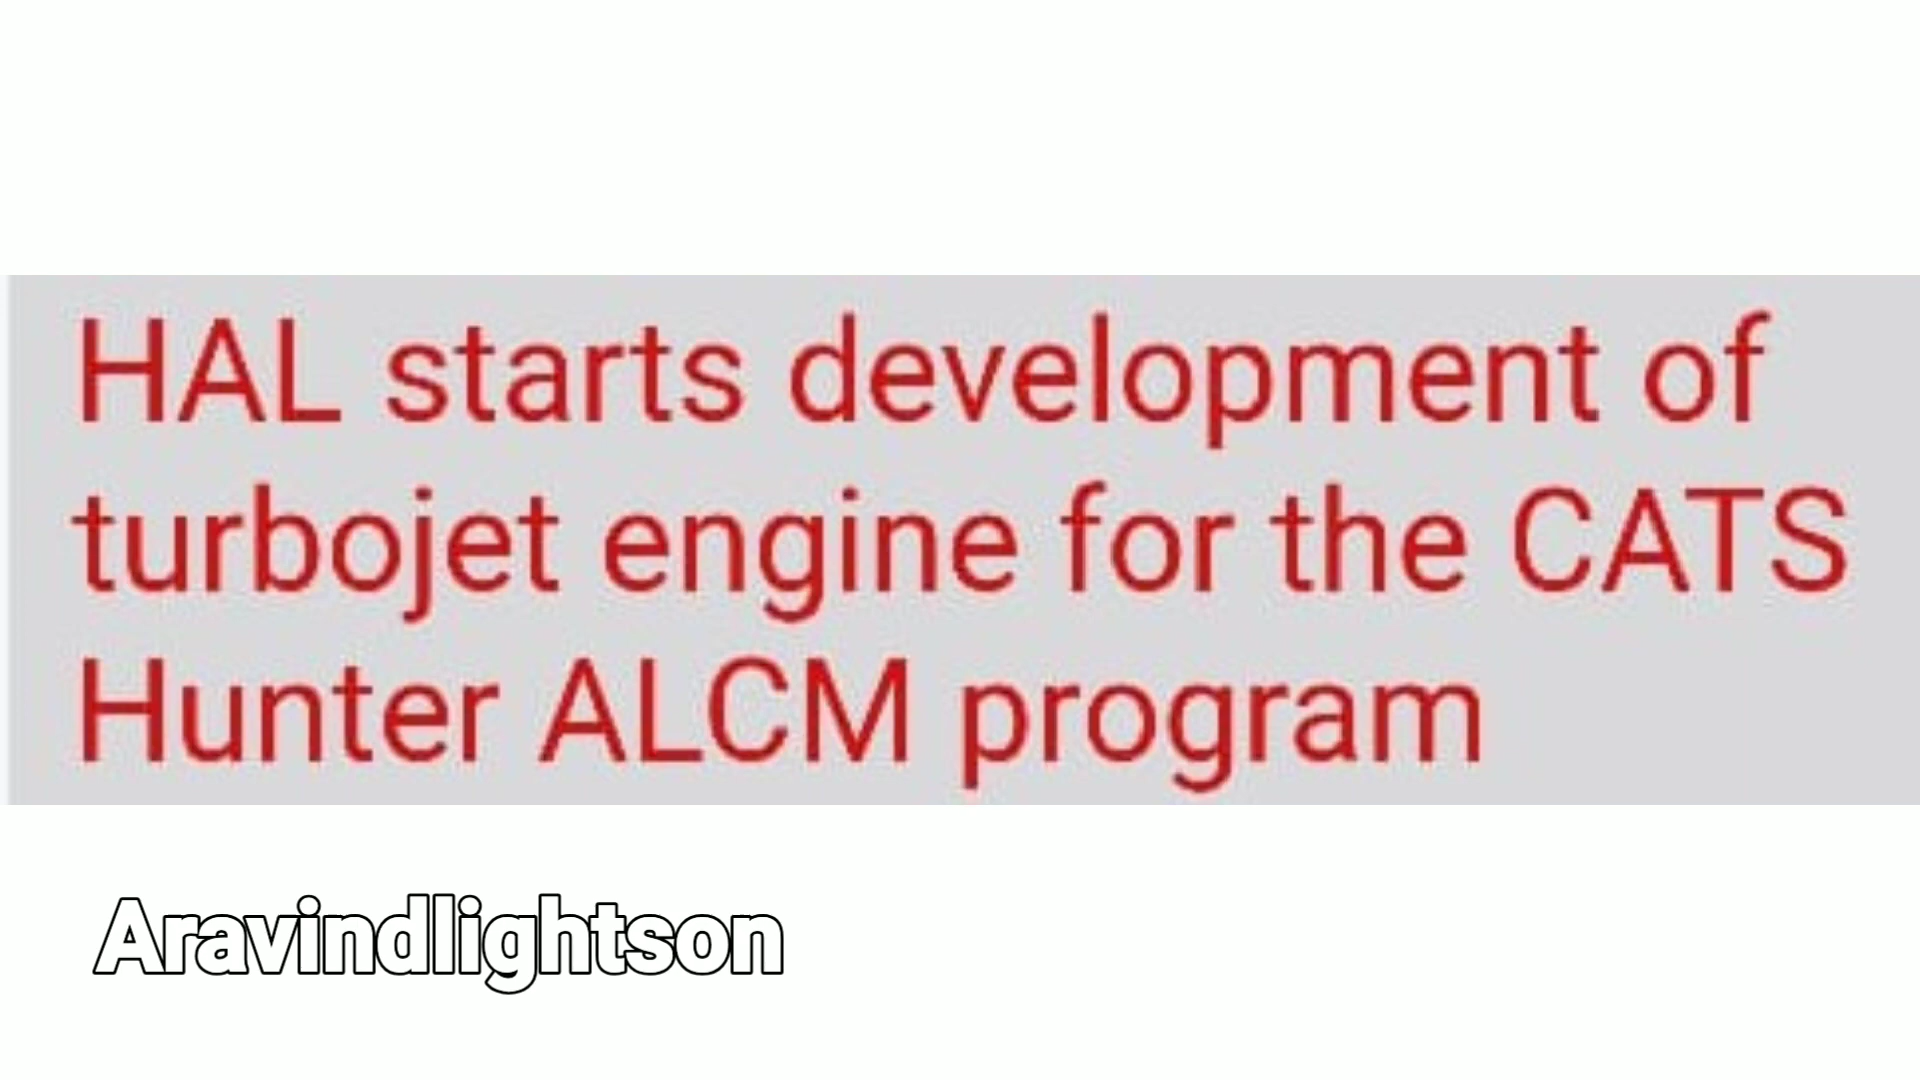 HAL starts development of
turbojet engine for the CATS
Hunter ALCM program
Aravindlightson